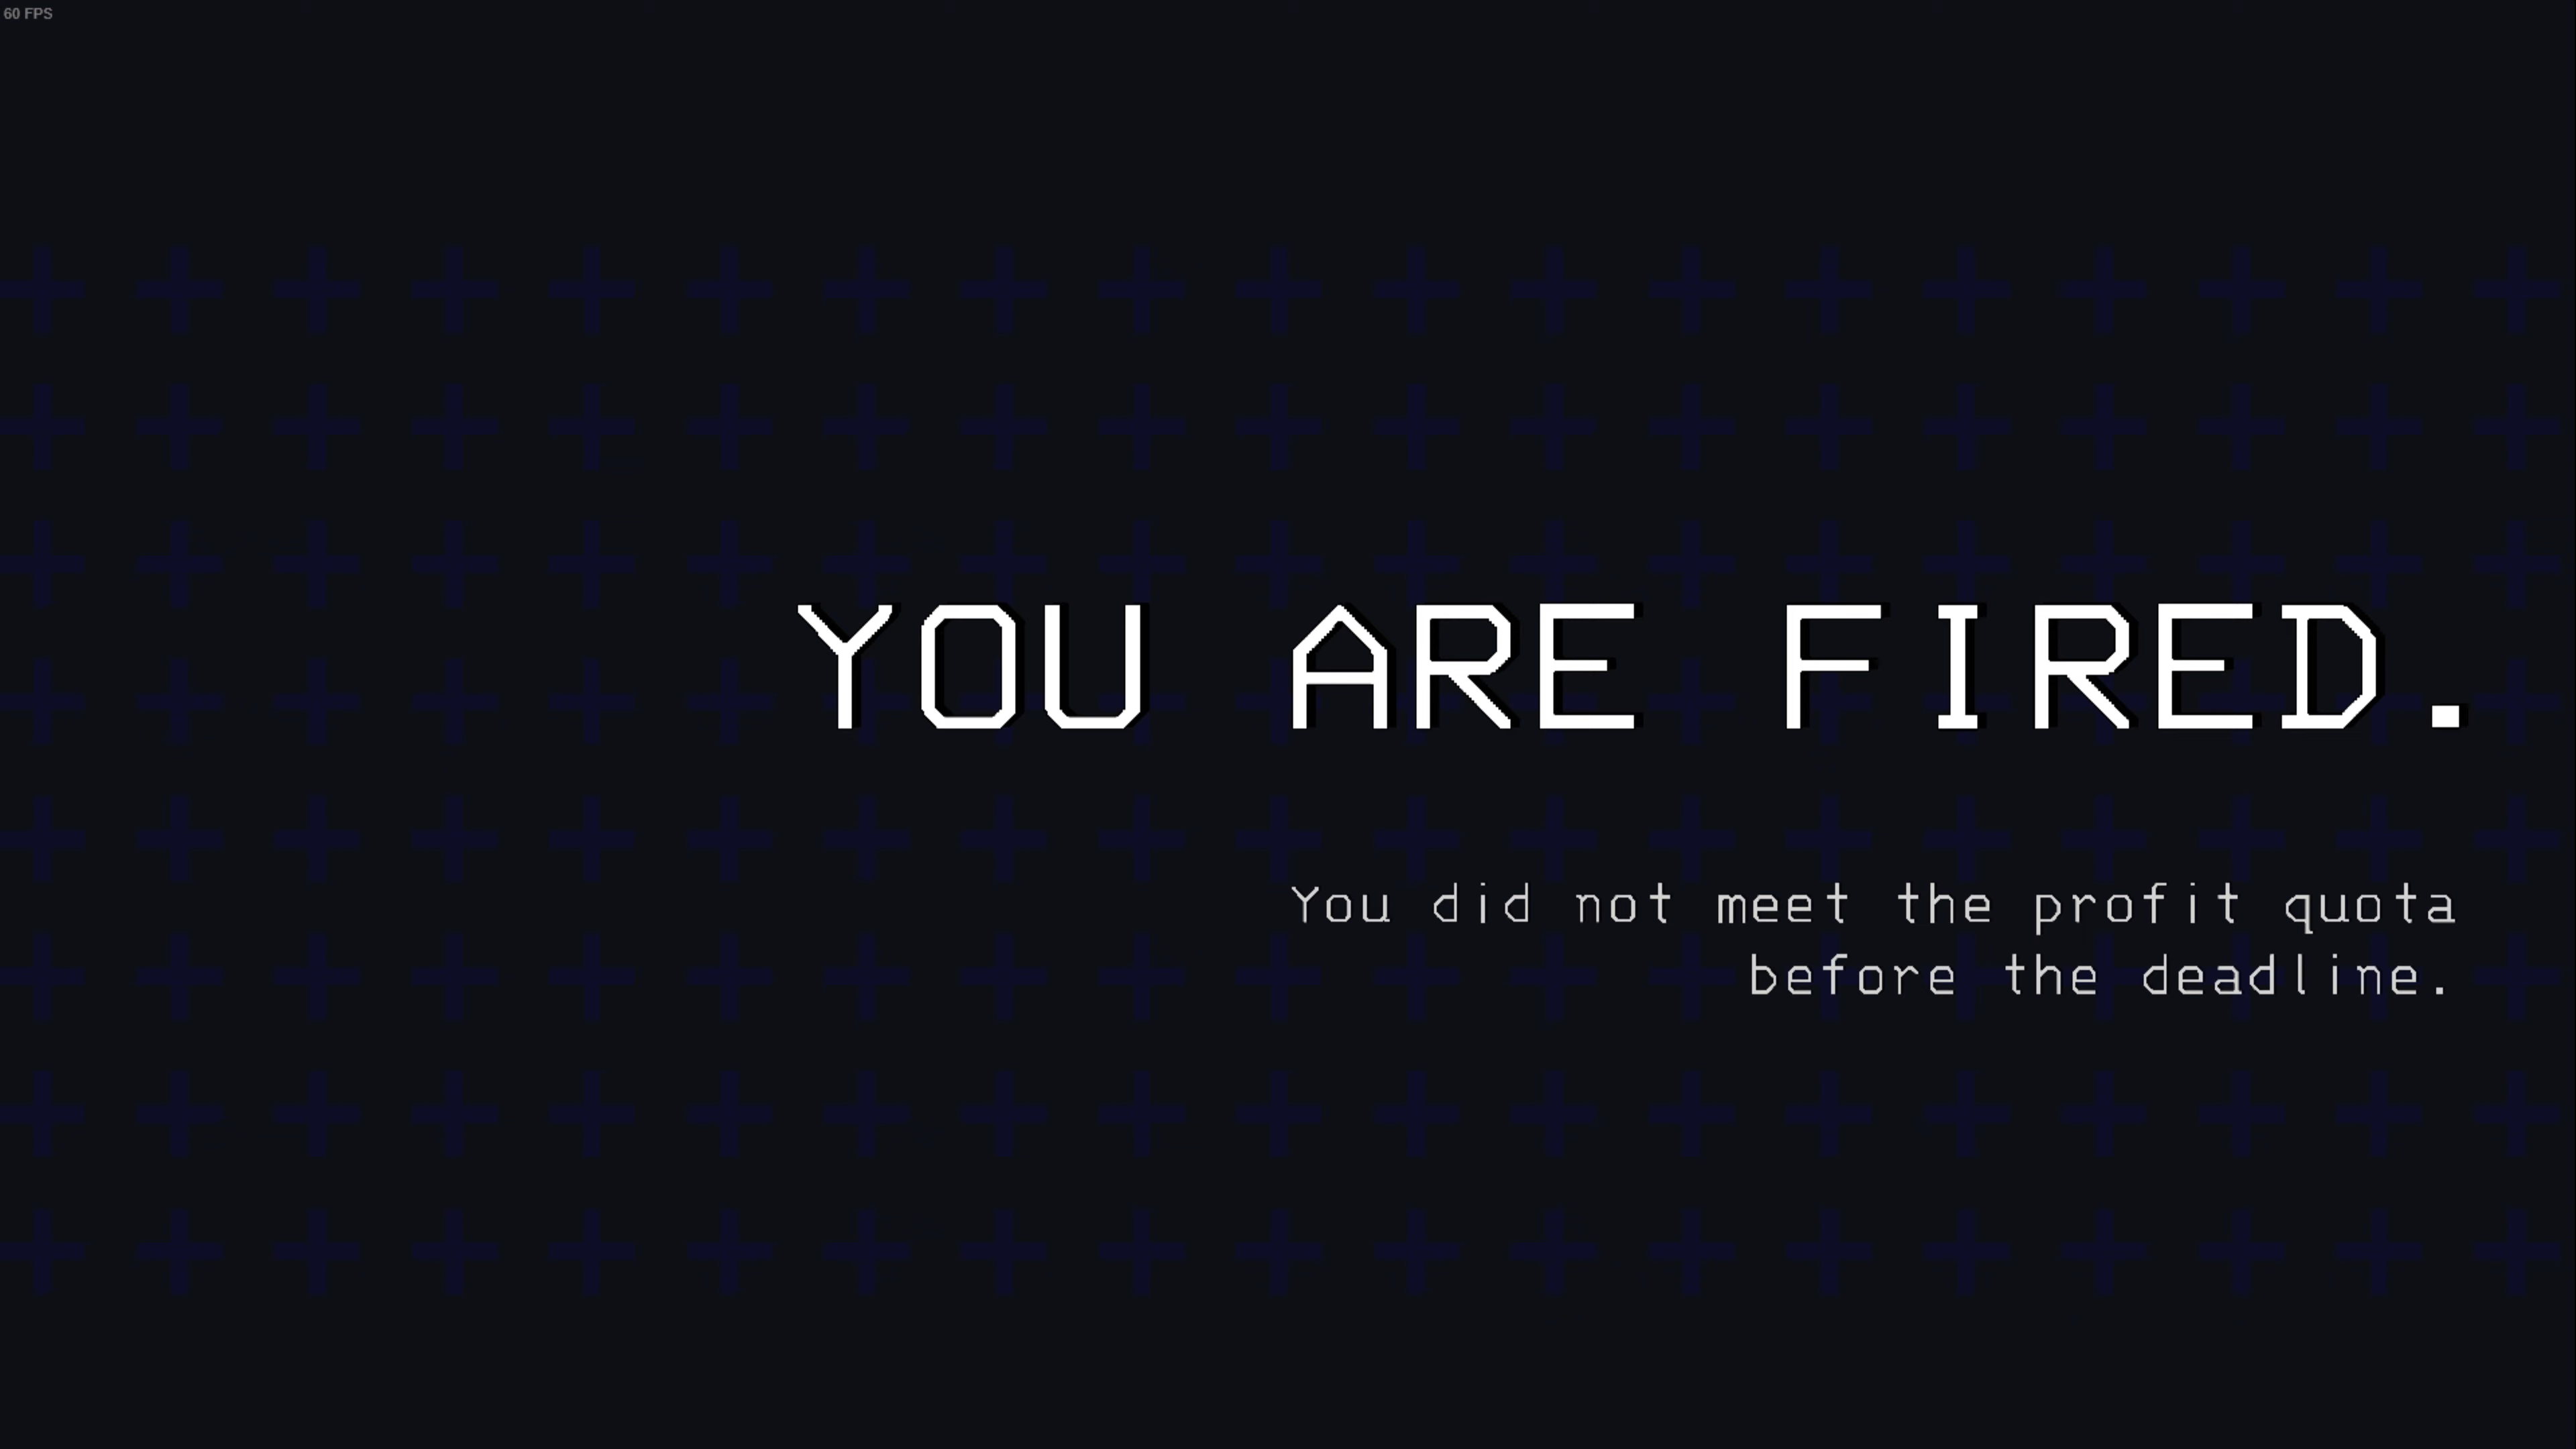 60 FPS
YOU ARE FIRED.
You did not meet the profit quota
before the deadline.